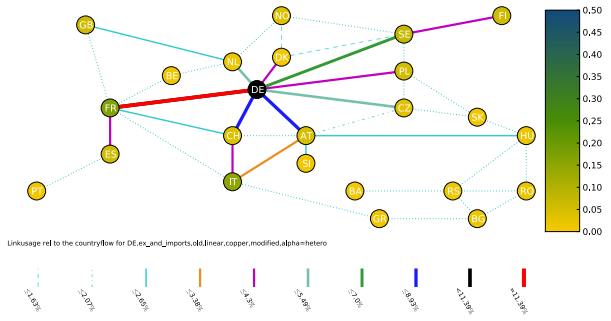 NO
FI
GB
SE
0.50
0.45
0.40
0.35
0.30
0.25
0.20
0.15
0.10
0.05
0.00
DK
NL
PL
BE
DE
FR
CZ
SK
CH
AT
HU
ES
SI
IT
PT
BA
RS
RO
GR
BG
Linkusage rel to the countryflow for DE,ex_and_imports,old,linear,copper,modified,alpha=hetero
≤1.63%
≤2.07%
≤2.65%
≤3.38%
≤4.3%
≤5.49%
≤7.0%
≤8.93%
<11.39%
≥11.39%